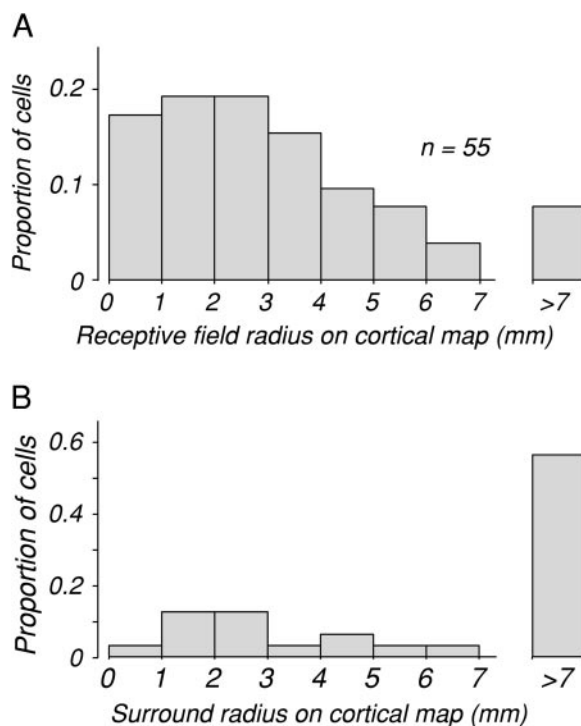 A
Proportion of cells
0.2
0.1
0
n = 55
0 1 2 3 4 5 6 7 >7
Receptive field radius on cortical map (mm)
B
Proportion of cells
0.6
0.4
0.2
0
0 1 2 3 4 5 6 7 >7
Surround radius on cortical map (mm)